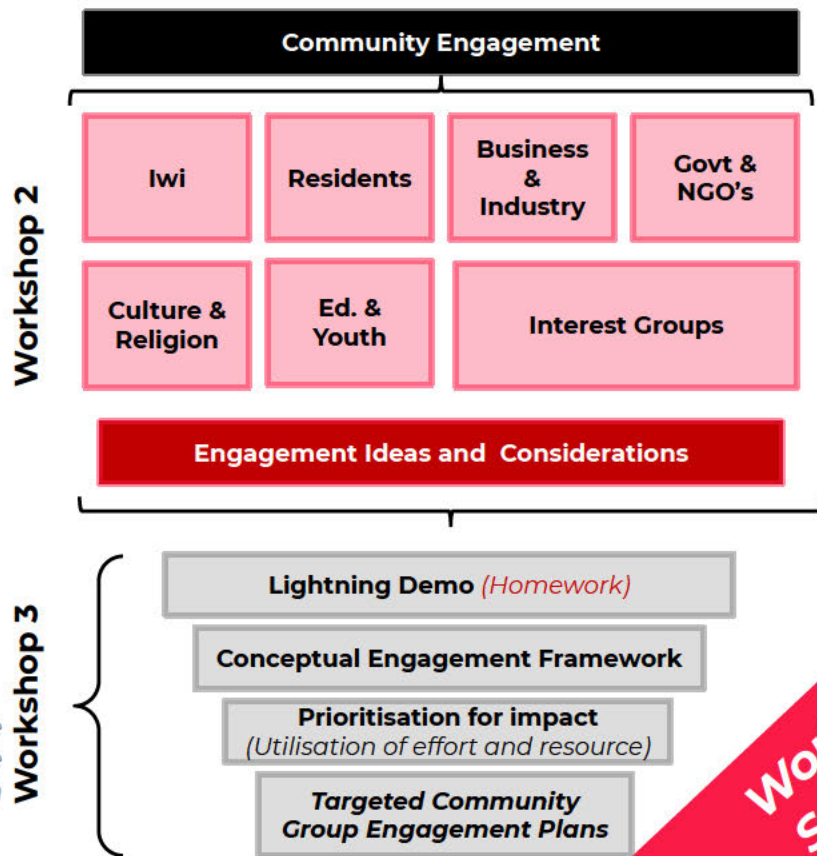 Community Engagement
Workshop 2
Iwi
Residents
Business
&
Industry
Govt &
NGO's
Culture &
Religion
Ed. &
Youth
Interest Groups
Engagement Ideas and Considerations
Workshop 3
Lightning Demo (Homework)
Conceptual Engagement Framework
Prioritisation for impact
(Utilisation of effort and resource)
Targeted Community
Group Engagement Plans